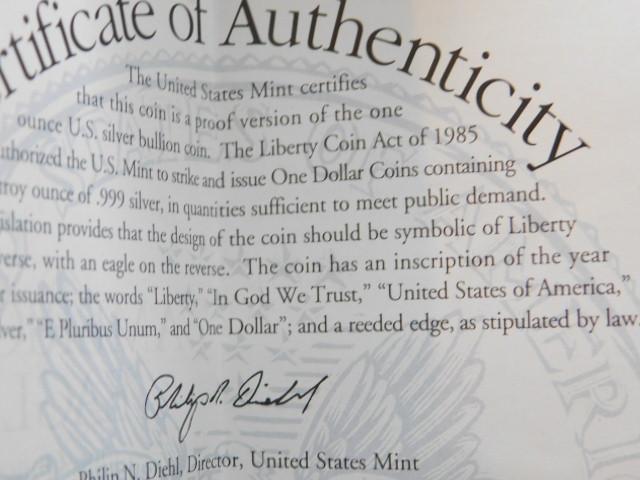 rtificate of Authenticity
The United States Mint certifies
that this coin is a proof version of the one
ounce U.S. silver bullion coin. The Liberty Coin Act of 1985
uthorized the U.S. Mint to strike and issue One Dollar Coins containing
troy ounce of .999 silver, in quantities sufficient to meet public demand.
islation provides that the design of the coin should be symbolic of Liberty
verse, with an eagle on the reverse. The coin has an inscription of the year
r issuance; the words “Liberty,” “In God We Trust,” “United States of America,”
ver,” “E Pluribus Unum,” and “One Dollar”; and a reeded edge, as stipulated by law.
Philip N. Diehl
Philip N. Diehl, Director, United States Mint